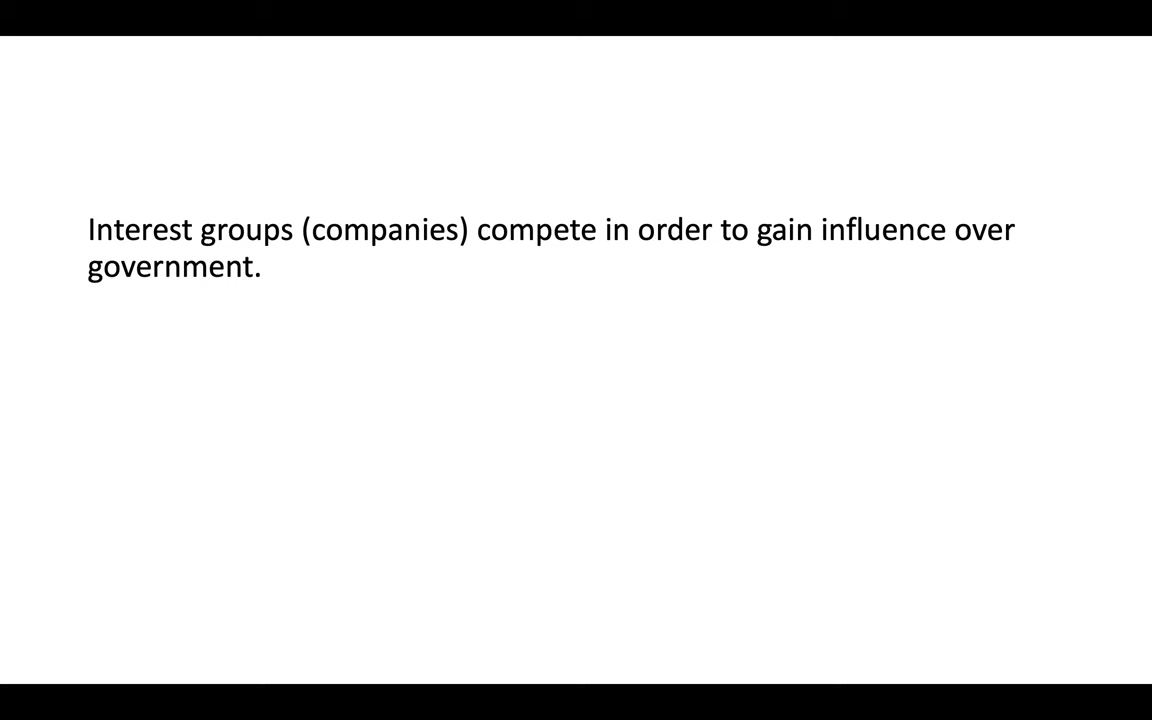 Interest groups (companies) compete in order to gain influence over
government.